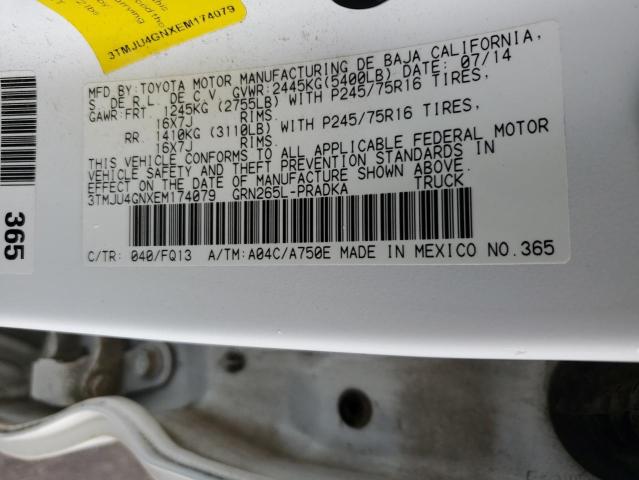 3TMJU4GNXEM174079
MFD BY:TOYOTA MOTOR MANUFACTURING DE BAJA CALIFORNIA,
S. DE R.L. DE C.V. GVWR:2445KG(5400LB) DATE: 07/14
GAWR:FRT 1245KG (2755LB) WITH P245/75R16 TIRES,
16X7J RIMS.
RR 1410KG (3110LB) WITH P245/75R16 TIRES,
16X7J RIMS.
THIS VEHICLE CONFORMS TO ALL APPLICABLE FEDERAL MOTOR
VEHICLE SAFETY AND THEFT PREVENTION STANDARDS IN
EFFECT ON THE DATE OF MANUFACTURE SHOWN ABOVE.
3TMJU4GNXEM174079 GRN265L-PRADKA TRUCK
C/TR: 040/FQ13 A/TM:A04C/A750E MADE IN MEXICO NO.365
365